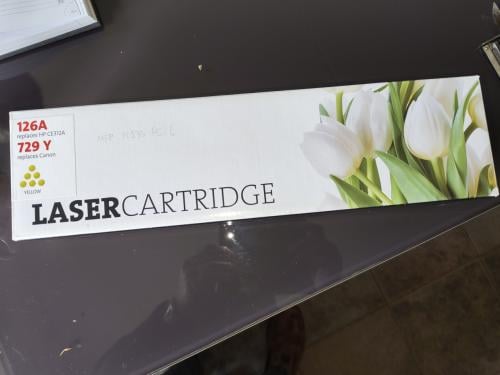 126A
replaces HP CE312A
729 Y
replaces Canon
YELLOW
LASERCARTRIDGE